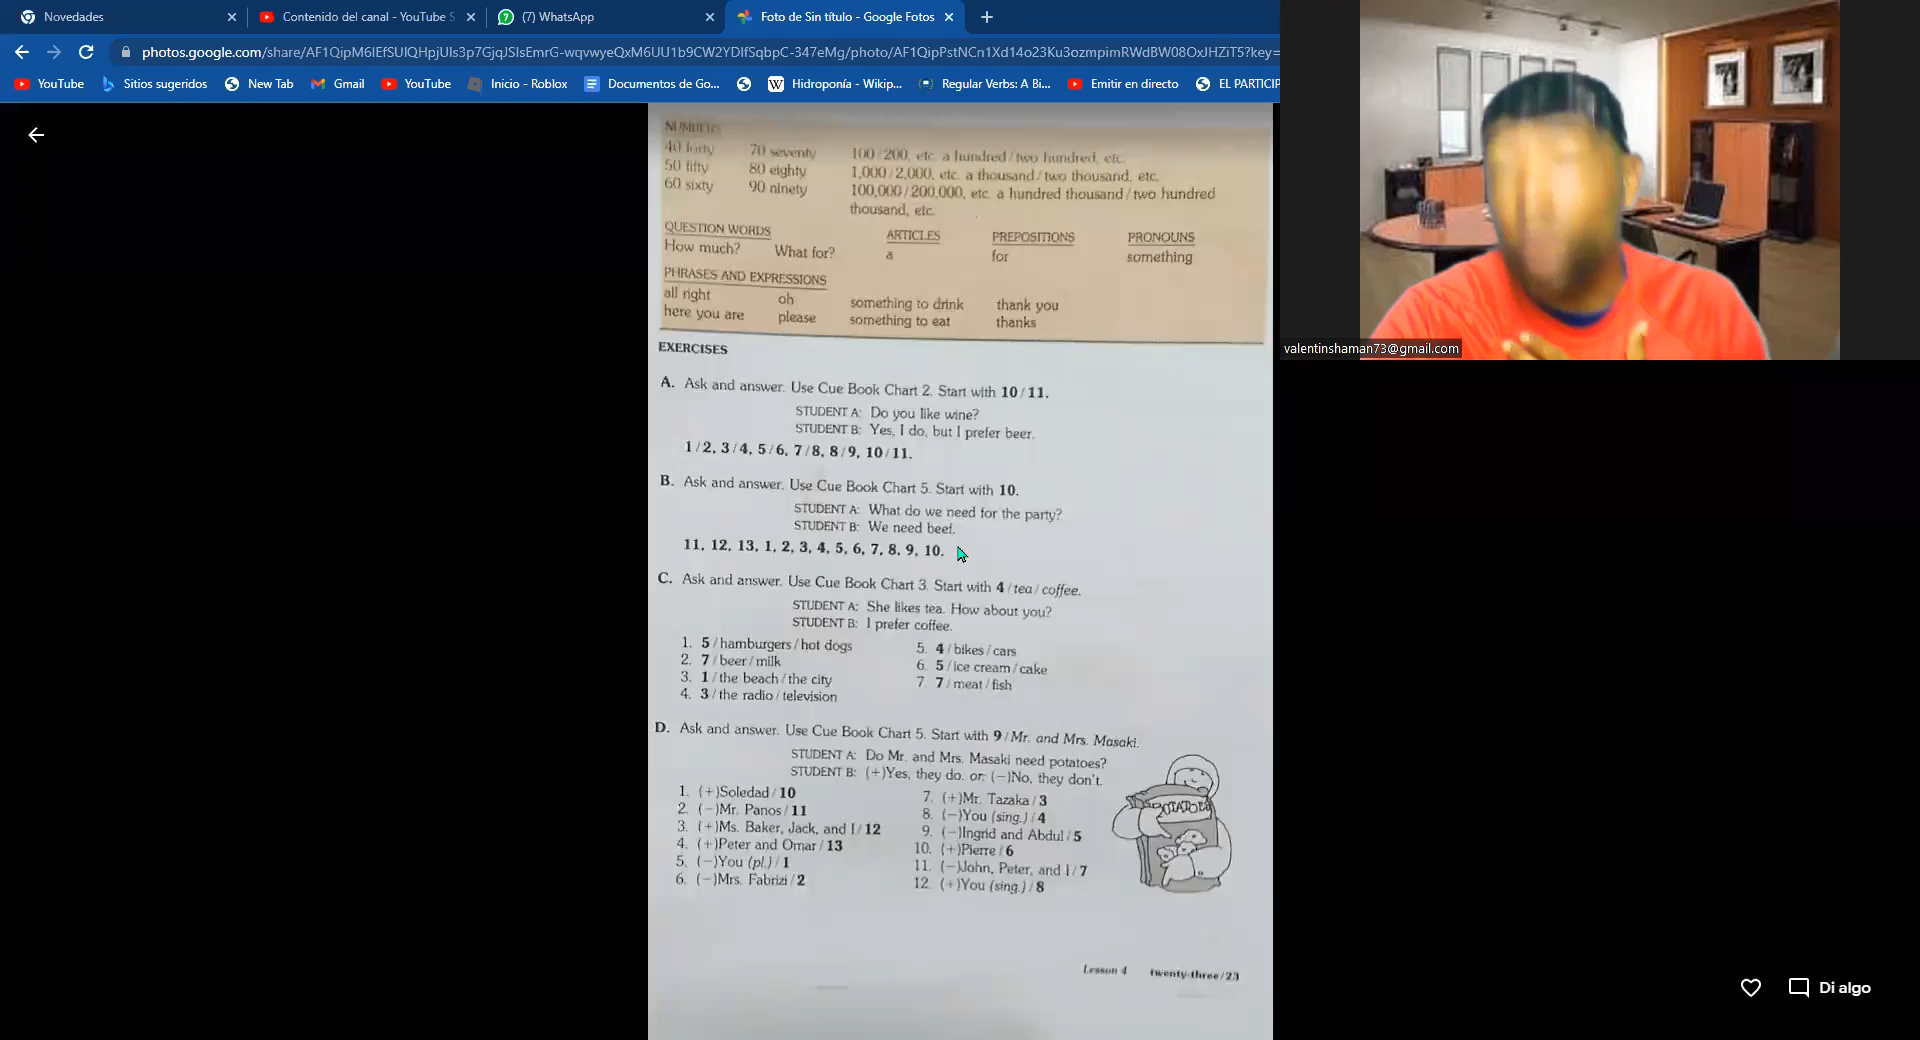 Novedades
Contenido del canal - YouTube S
(7) WhatsApp
Foto de Sin título - Google Fotos
photos.google.com/share/AF1QipM6lEfSUlQHpjUIs3p7GjqJSIsEmrG-wqvwyeQxM6UU1b9CW2YDlfSqbpC-347eMg/photo/AF1QipPstNCn1Xd14o23Ku3ozmpimRWdBW08OxJHZiT5?key=
YouTube
Sitios sugeridos
New Tab
Gmail
YouTube
Inicio - Roblox
Documentos de Go...
Hidroponía - Wikip...
Regular Verbs: A Bi...
Emitir en directo
EL PARTICIP
NUMBERS
40 forty 70 seventy 100/200, etc. a hundred/two hundred, etc.
50 fifty 80 eighty 1,000/2,000, etc. a thousand/two thousand, etc.
60 sixty 90 ninety 100,000/200,000, etc. a hundred thousand/two hundred
thousand, etc.
QUESTION WORDS ARTICLES PREPOSITIONS PRONOUNS
How much? What for? a for something
PHRASES AND EXPRESSIONS
all right oh something to drink thank you
here you are please something to eat thanks
EXERCISES
A. Ask and answer. Use Cue Book Chart 2. Start with 10/11.
STUDENT A: Do you like wine?
STUDENT B: Yes, I do, but I prefer beer.
1/2, 3/4, 5/6, 7/8, 8/9, 10/11.
B. Ask and answer. Use Cue Book Chart 5. Start with 10.
STUDENT A: What do we need for the party?
STUDENT B: We need beef.
11, 12, 13, 1, 2, 3, 4, 5, 6, 7, 8, 9, 10.
C. Ask and answer. Use Cue Book Chart 3. Start with 4/tea/coffee.
STUDENT A: She likes tea. How about you?
STUDENT B: I prefer coffee.
1. 5/hamburgers/hot dogs
2. 7/beer/milk
3. 1/the beach/the city
4. 3/the radio/television
5. 4/bikes/cars
6. 5/ice cream/cake
7. 7/meat/fish
D. Ask and answer. Use Cue Book Chart 5. Start with 9/Mr. and Mrs. Masaki.
STUDENT A: Do Mr. and Mrs. Masaki need potatoes?
STUDENT B: (+)Yes, they do. or: (−)No, they don't.
1. (+)Soledad/10
2. (−)Mr. Panos/11
3. (+)Ms. Baker, Jack, and I/12
4. (+)Peter and Omar/13
5. (−)You (pl.)/1
6. (−)Mrs. Fabrizi/2
7. (+)Mr. Tazaka/3
8. (−)You (sing.)/4
9. (−)Ingrid and Abdul/5
10. (+)Pierre/6
11. (−)John, Peter, and I/7
12. (+)You (sing.)/8
Lesson 4 twenty-three/23
valentinshaman73@gmail.com
Di algo